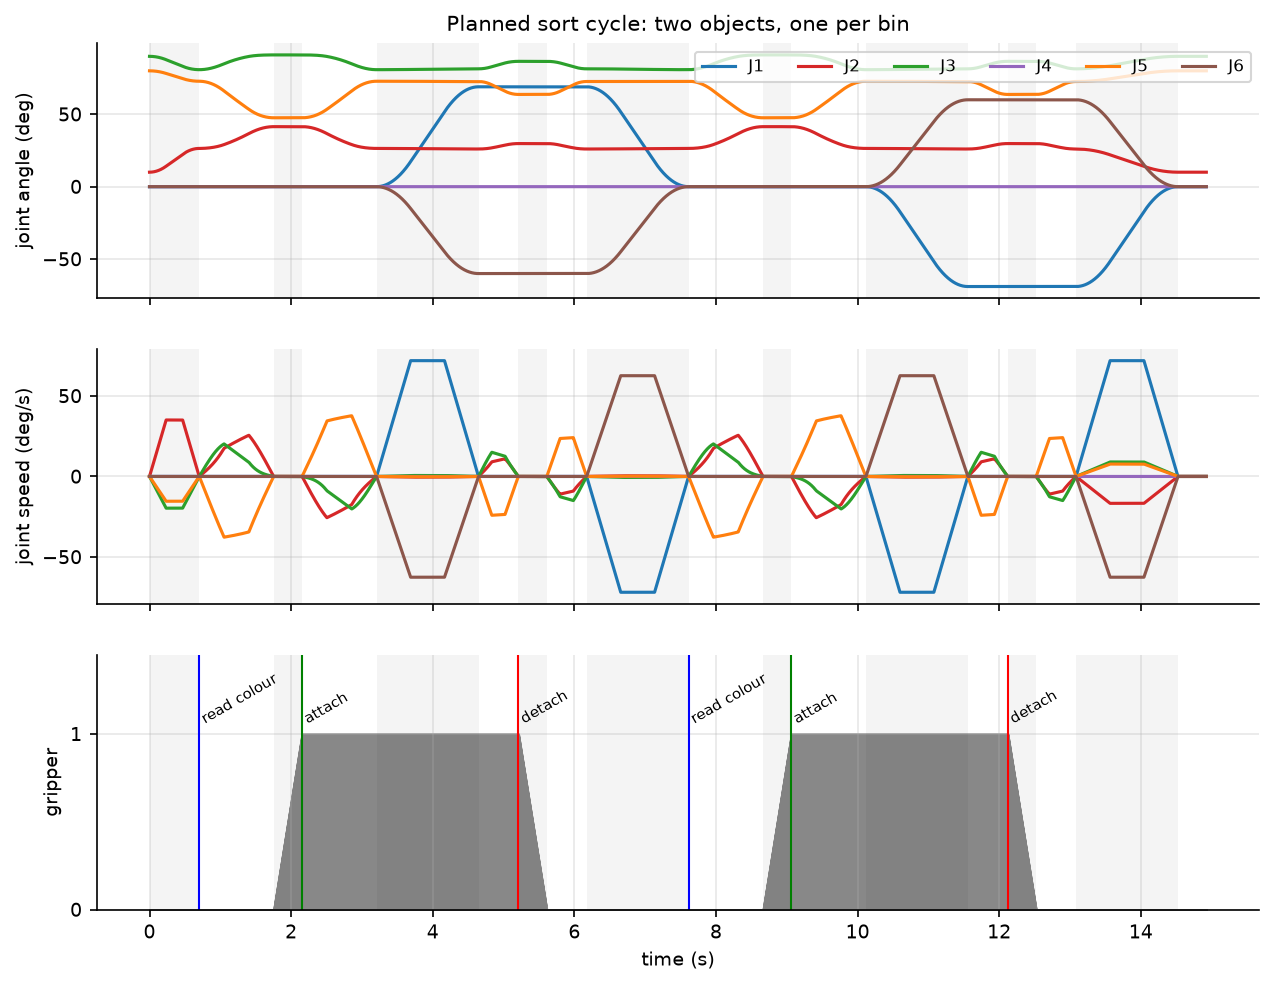 Planned sort cycle: two objects, one per bin
J1 J2 J3 J4 J5 J6
joint angle (deg)
50
0
−50
joint speed (deg/s)
50
0
−50
read colour
attach
detach
read colour
attach
detach
gripper
1
0
0 2 4 6 8 10 12 14
time (s)